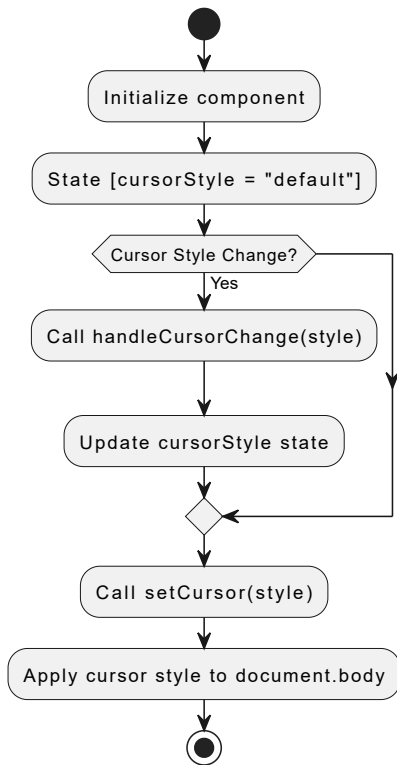 Initialize component
State [cursorStyle = "default"]
Cursor Style Change?
Yes
Call handleCursorChange(style)
Update cursorStyle state
Call setCursor(style)
Apply cursor style to document.body